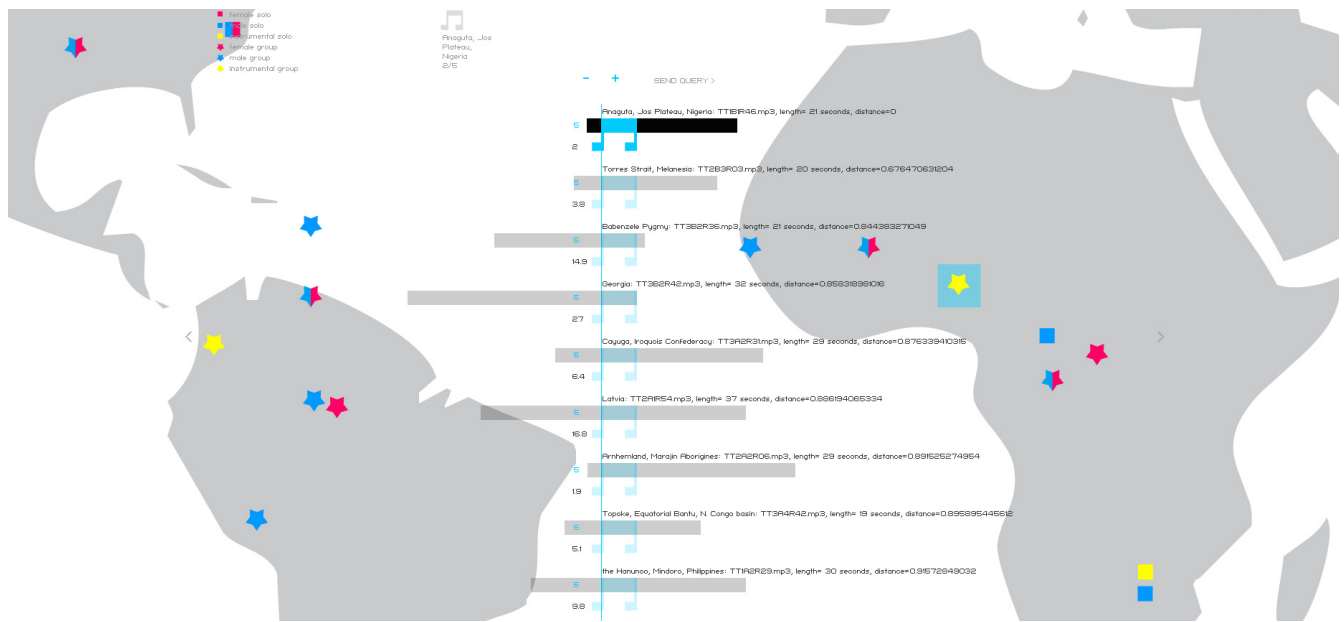 female solo
male solo
instrumental solo
female group
male group
instrumental group
Anaguta, Jos
Plateau,
Nigeria
2/5
- + SEND QUERY >
Anaguta, Jos Plateau, Nigeria: TT1B1R46.mp3, length= 21 seconds, distance=0
5
2
Torres Strait, Melanesia: TT2B3R03.mp3, length= 20 seconds, distance=0.676470631204
5
3.8
Babenzele Pygmy: TT3B2R36.mp3, length= 21 seconds, distance=0.844383271049
5
14.9
Georgia: TT3B2R42.mp3, length= 32 seconds, distance=0.858318981016
5
27
<
>
Cayuga, Iroquois Confederacy: TT3A2R31.mp3, length= 29 seconds, distance=0.876339410315
5
6.4
Latvia: TT2A1R54.mp3, length= 37 seconds, distance=0.886194065334
5
16.8
Arnhemland, Marajin Aborigines: TT2A2R06.mp3, length= 29 seconds, distance=0.891525274954
5
1.9
Topoke, Equatorial Bantu, N. Congo basin: TT3A4R42.mp3, length= 19 seconds, distance=0.895895445612
5
5.1
the Hanunoo, Mindoro, Philippines: TT1A2R29.mp3, length= 30 seconds, distance=0.91572849032
5
9.8